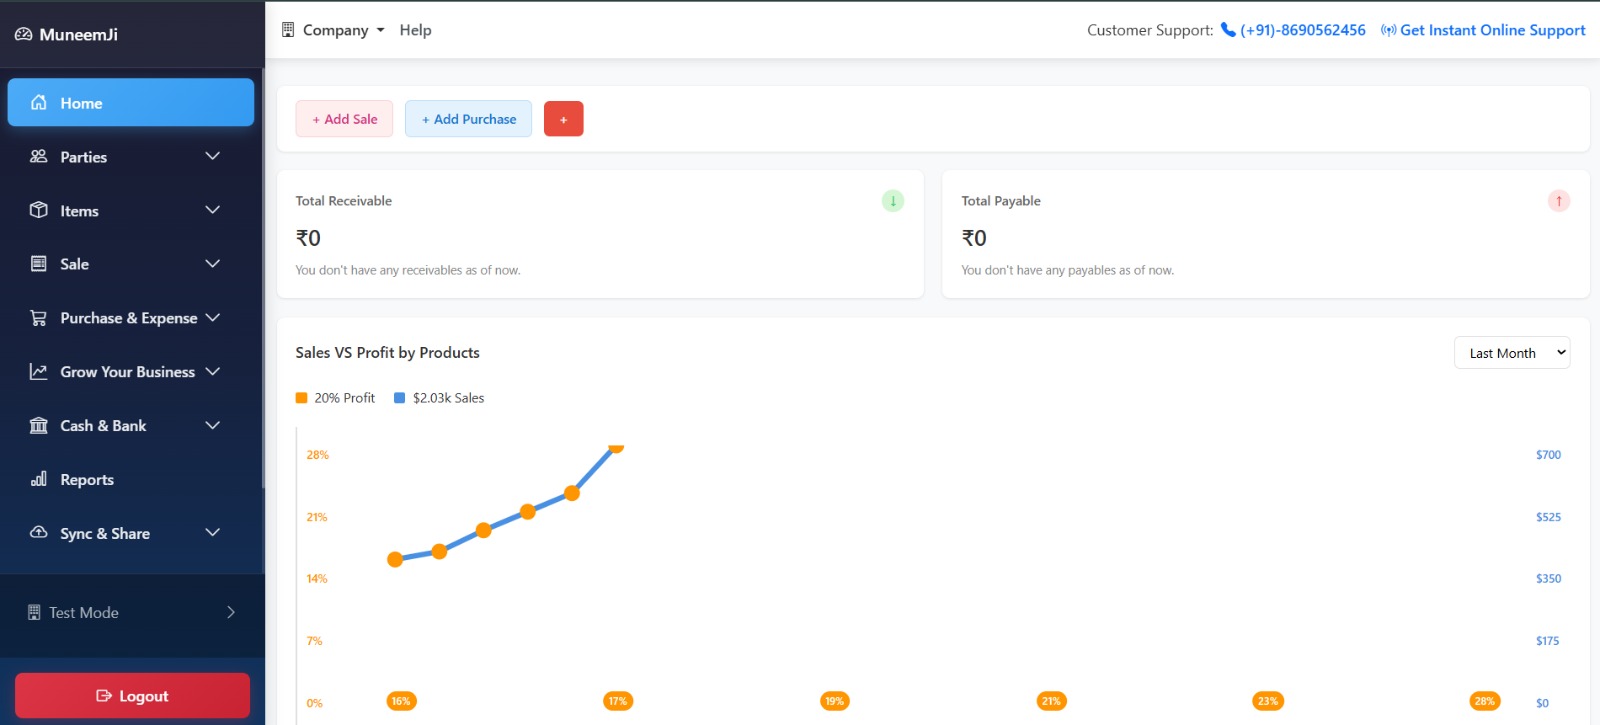 MuneemJi
Company
Help
Customer Support: (+91)-8690562456 Get Instant Online Support
Home
Parties
Items
Sale
Purchase & Expense
Grow Your Business
Cash & Bank
Reports
Sync & Share
Test Mode
Logout
+ Add Sale
+ Add Purchase
+
Total Receivable
↓
₹0
You don't have any receivables as of now.
Total Payable
↑
₹0
You don't have any payables as of now.
Sales VS Profit by Products
Last Month
20% Profit
$2.03k Sales
28%
21%
14%
7%
0%
$700
$525
$350
$175
$0
16%
17%
19%
21%
23%
28%